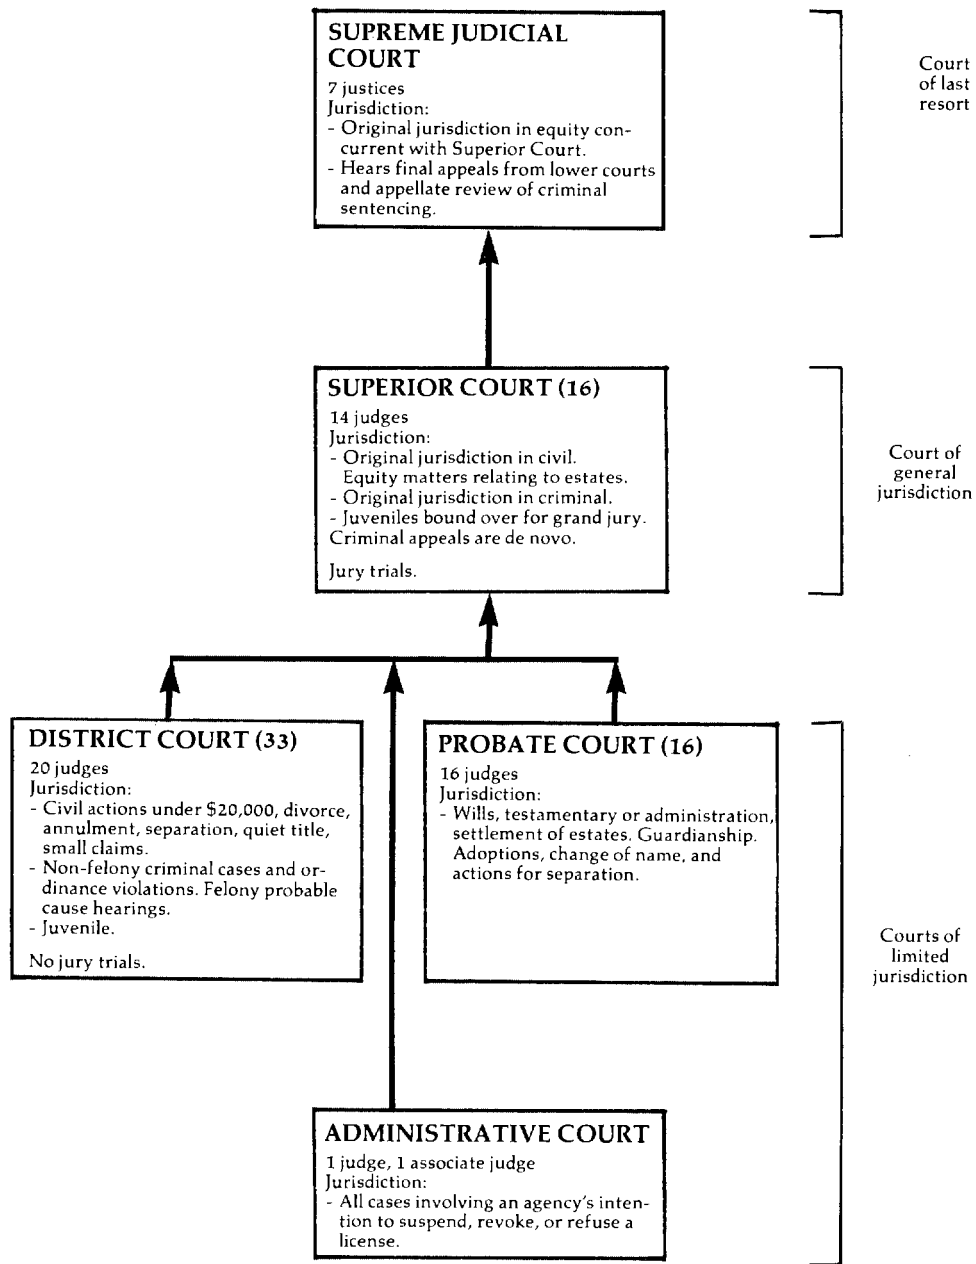 SUPREME JUDICIAL
COURT
7 justices
Jurisdiction:
- Original jurisdiction in equity con-
currrent with Superior Court.
- Hears final appeals from lower courts
and appellate review of criminal
sentencing.
Court
of last
resort
SUPERIOR COURT (16)
14 judges
Jurisdiction:
- Original jurisdiction in civil.
Equity matters relating to estates.
- Original jurisdiction in criminal.
- Juveniles bound over for grand jury.
Criminal appeals are de novo.
Jury trials.
Court of
general
jurisdiction
DISTRICT COURT (33)
20 judges
Jurisdiction:
- Civil actions under $20,000, divorce,
annulment, separation, quiet title,
small claims.
- Non-felony criminal cases and or-
dinance violations. Felony probable
cause hearings.
- Juvenile.
No jury trials.
PROBATE COURT (16)
16 judges
Jurisdiction:
- Wills, testamentary or administration,
settlement of estates. Guardianship.
Adoptions, change of name, and
actions for separation.
Courts of
limited
jurisdiction
ADMINISTRATIVE COURT
1 judge, 1 associate judge
Jurisdiction:
- All cases involving an agency's inten-
tion to suspend, revoke, or refuse a
license.